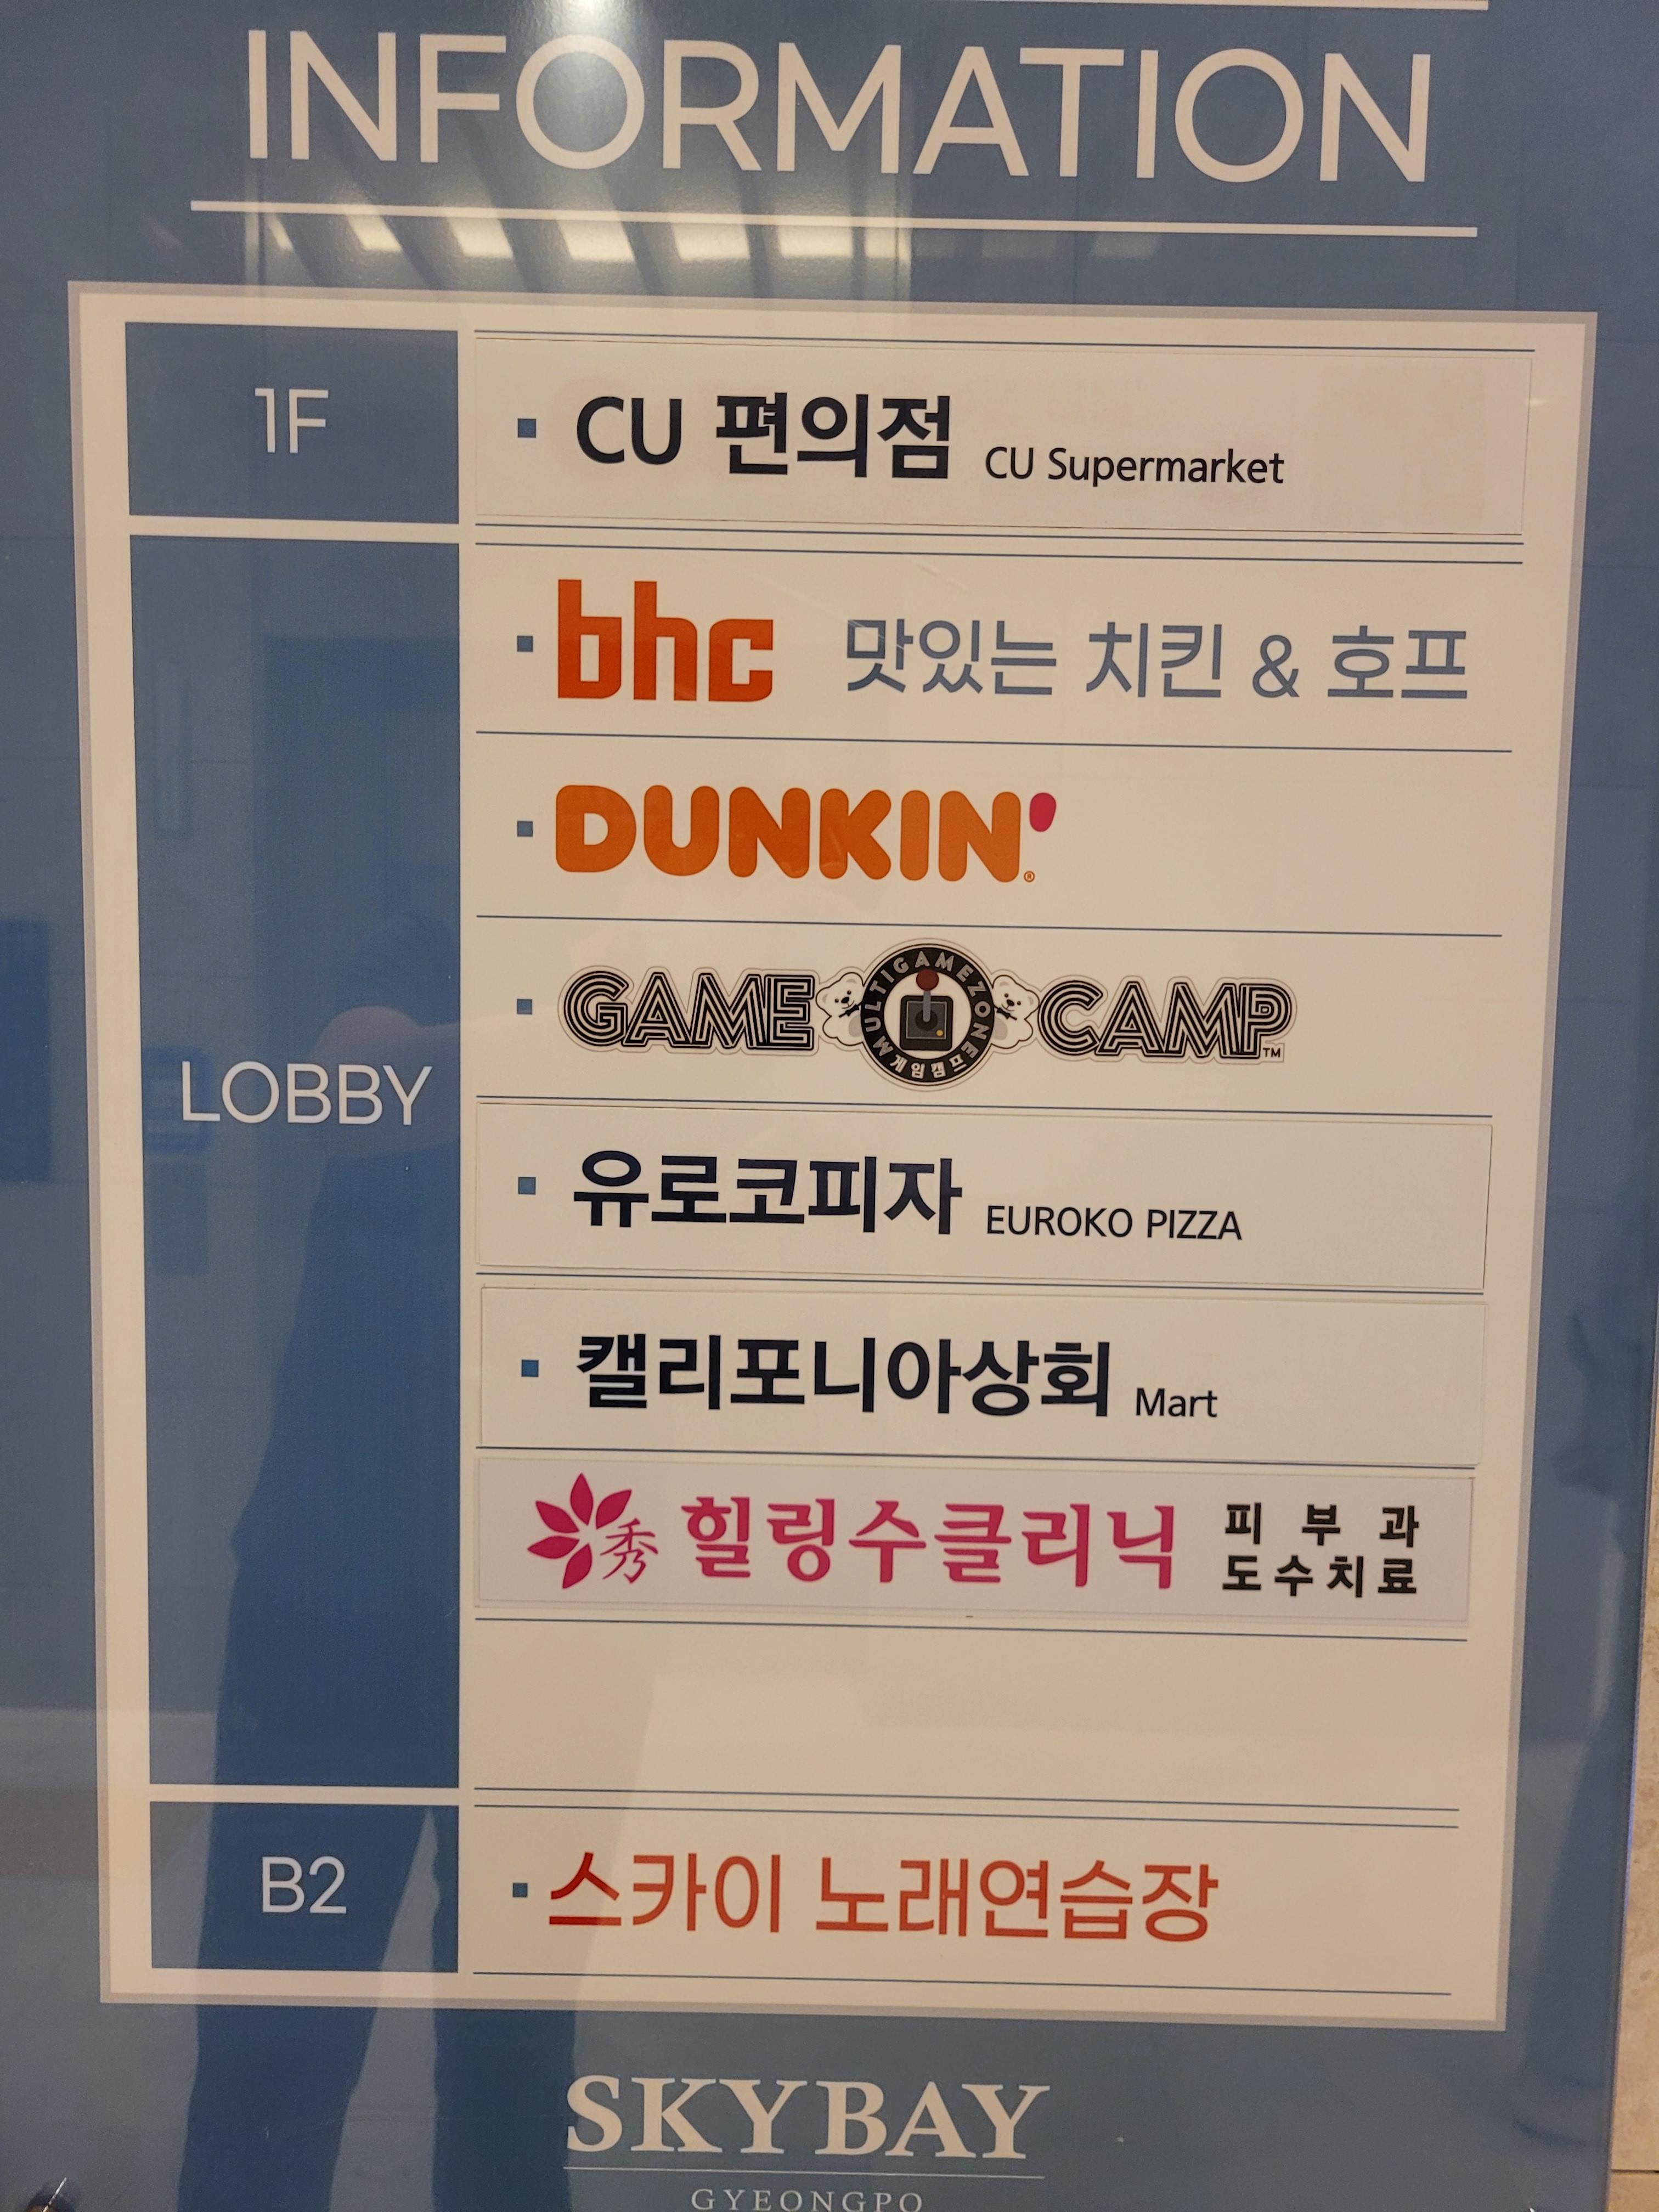 INFORMATION
1F
CU 편의점 CU Supermarket
LOBBY
bhc 맛있는 치킨 & 호프
DUNKIN'®
GAME MULTIGAMEZONE 게임캠프 CAMP™
유로코피자 EUROKO PIZZA
캘리포니아상회 Mart
秀 힐링수클리닉 피부과
도수치료
B2
스카이 노래연습장
SKYBAY
GYEONGPO